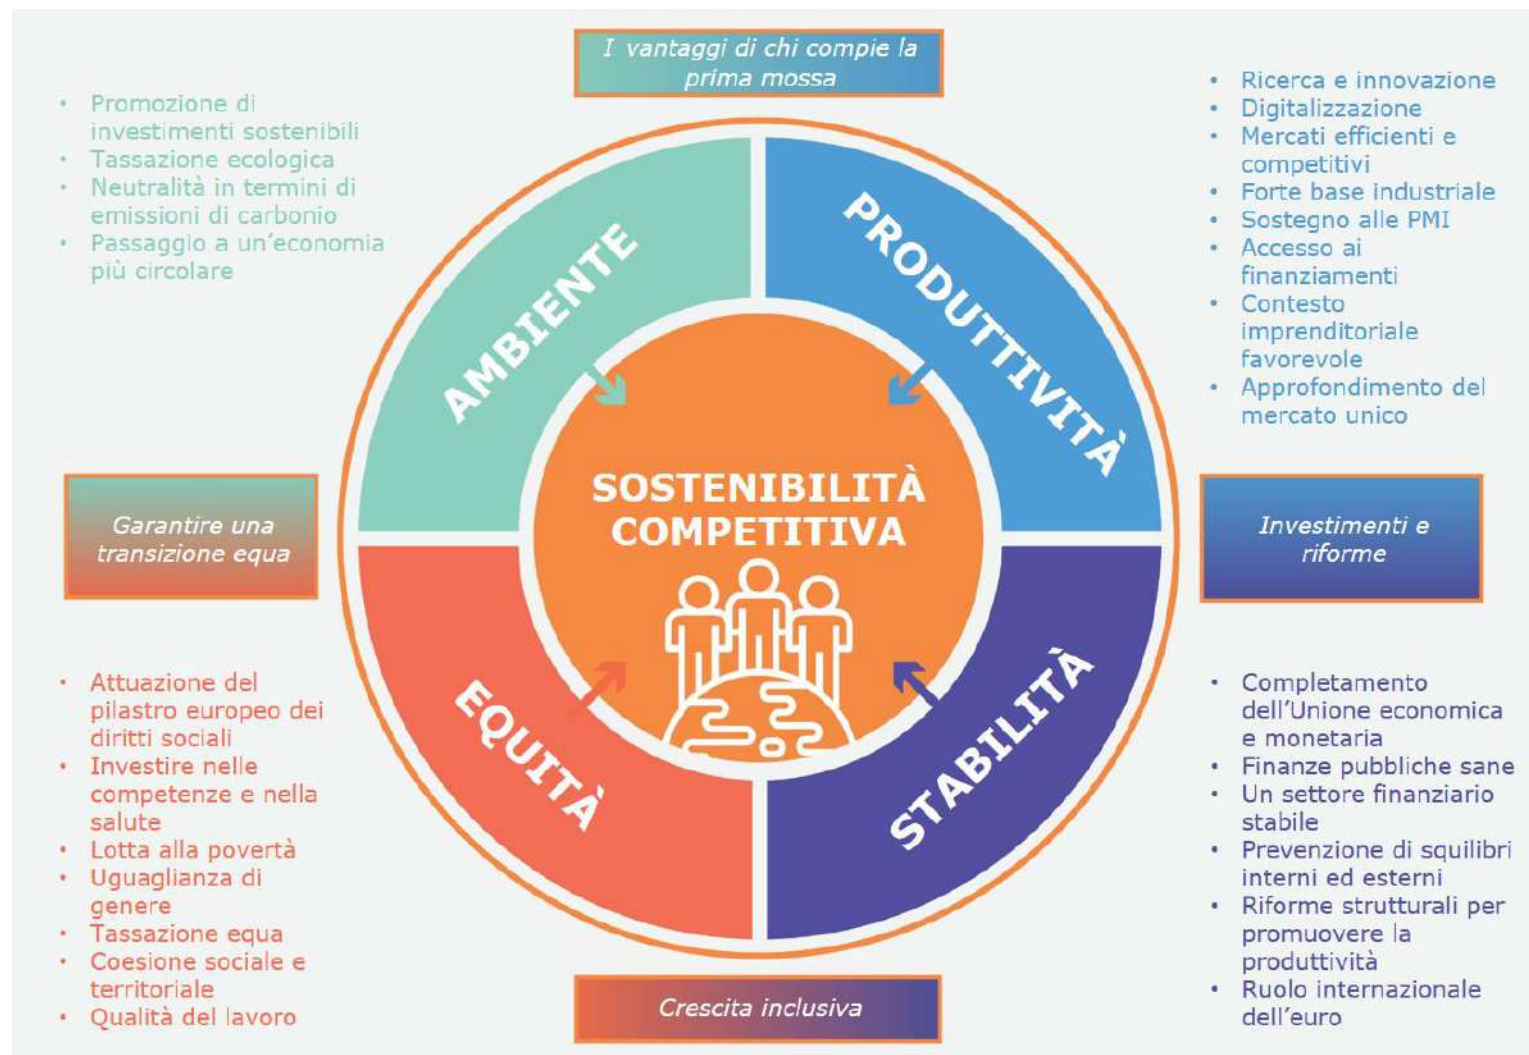 I vantaggi di chi compie la
prima mossa
• Promozione di
investimenti sostenibili
• Tassazione ecologica
• Neutralità in termini di
emissioni di carbonio
• Passaggio a un'economia
più circolare
• Ricerca e innovazione
• Digitalizzazione
• Mercati efficienti e
competitivi
• Forte base industriale
• Sostegno alle PMI
• Accesso ai
finanziamenti
• Contesto
imprenditoriale
favorevole
• Approfondimento del
mercato unico
AMBIENTE
PRODUTTIVITÀ
SOSTENIBILITÀ
COMPETITIVA
Garantire una
transizione equa
Investimenti e
riforme
EQUITÀ
STABILITÀ
• Attuazione del
pilastro europeo dei
diritti sociali
• Investire nelle
competenze e nella
salute
• Lotta alla povertà
• Uguaglianza di
genere
• Tassazione equa
• Coesione sociale e
territoriale
• Qualità del lavoro
• Completamento
dell'Unione economica
e monetaria
• Finanze pubbliche sane
• Un settore finanziario
stabile
• Prevenzione di squilibri
interni ed esterni
• Riforme strutturali per
promuovere la
produttività
• Ruolo internazionale
dell'euro
Crescita inclusiva